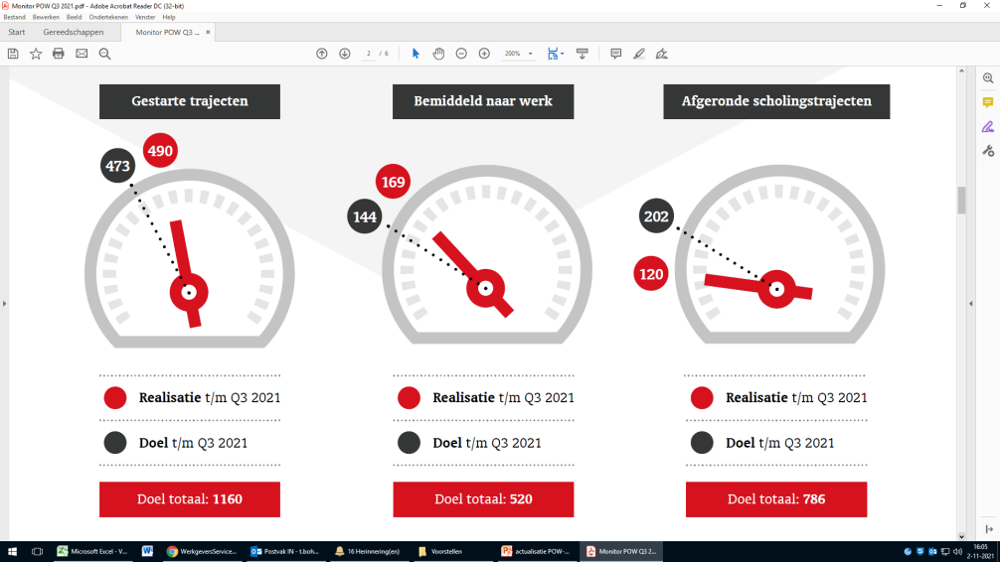 Monitor POW Q3 2021.pdf - Adobe Acrobat Reader DC (32-bit)
Bestand Bewerken Beeld Ondertekenen Venster Help
Start Gereedschappen Monitor POW Q3 ... ×
2 / 6 200%
Gestarte trajecten
Bemiddeld naar werk
Afgeronde scholingstrajecten
473
490
169
144
202
120
Realisatie t/m Q3 2021
Doel t/m Q3 2021
Doel totaal: 1160
Realisatie t/m Q3 2021
Doel t/m Q3 2021
Doel totaal: 520
Realisatie t/m Q3 2021
Doel t/m Q3 2021
Doel totaal: 786
Microsoft Excel - V... WerkgeversService... Postvak IN - t.boh... 16 Herinnering(en) Voorstellen actualisatie POW-... Monitor POW Q3 2...
16:05
2-11-2021